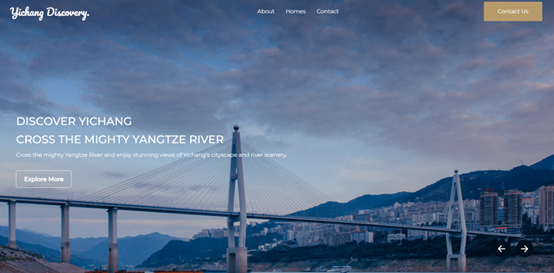 Yichang Discovery.
About Homes Contact
Contact Us
DISCOVER YICHANG
CROSS THE MIGHTY YANGTZE RIVER
Cross the mighty Yangtze River and enjoy stunning views of Yichang's cityscape and river scenery.
Explore More